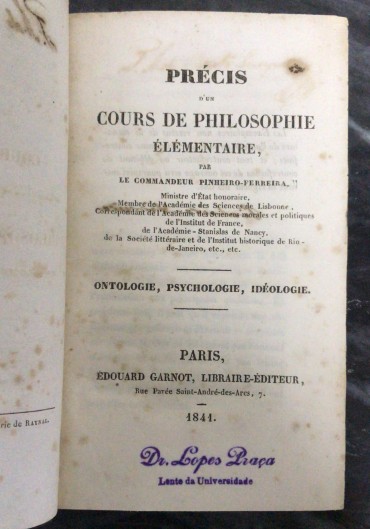 rie de RAYNAL.
PRÉCIS
D'UN
COURS DE PHILOSOPHIE
ÉLÉMENTAIRE,
PAR
LE COMMANDEUR PINHEIRO-FERREIRA,
Ministre d'État honoraire,
Membre de l'Académie des Sciences de Lisbonne,
Correspondant de l'Académie des Sciences morales et politiques
de l'Institut de France,
de l'Académie-Stanislas de Nancy,
de la Société littéraire et de l'Institut historique de Rio-
de-Janeiro, etc., etc.
ONTOLOGIE, PSYCHOLOGIE, IDÉOLOGIE.
PARIS,
ÉDOUARD GARNOT, LIBRAIRE-ÉDITEUR,
Rue Pavée Saint-André-des-Arcs, 7.
1841.
Dr. Lopes Praça
Lente da Universidade